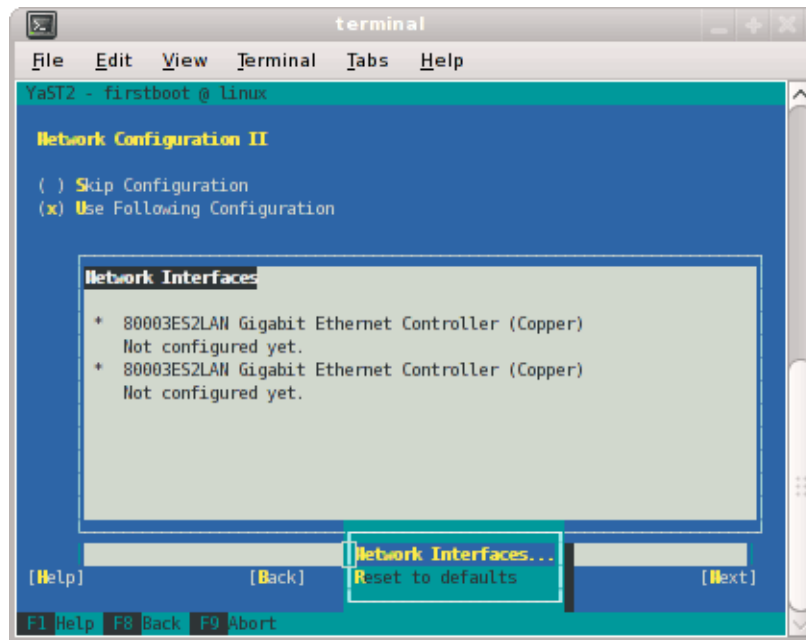 terminal
File Edit View Terminal Tabs Help
YaST2 - firstboot @ linux
Network Configuration II
( ) Skip Configuration
(x) Use Following Configuration
Network Interfaces
* 80003ES2LAN Gigabit Ethernet Controller (Copper)
Not configured yet.
* 80003ES2LAN Gigabit Ethernet Controller (Copper)
Not configured yet.
Network Interfaces...
[Help] [Back] Reset to defaults [Next]
F1 Help F8 Back F9 Abort